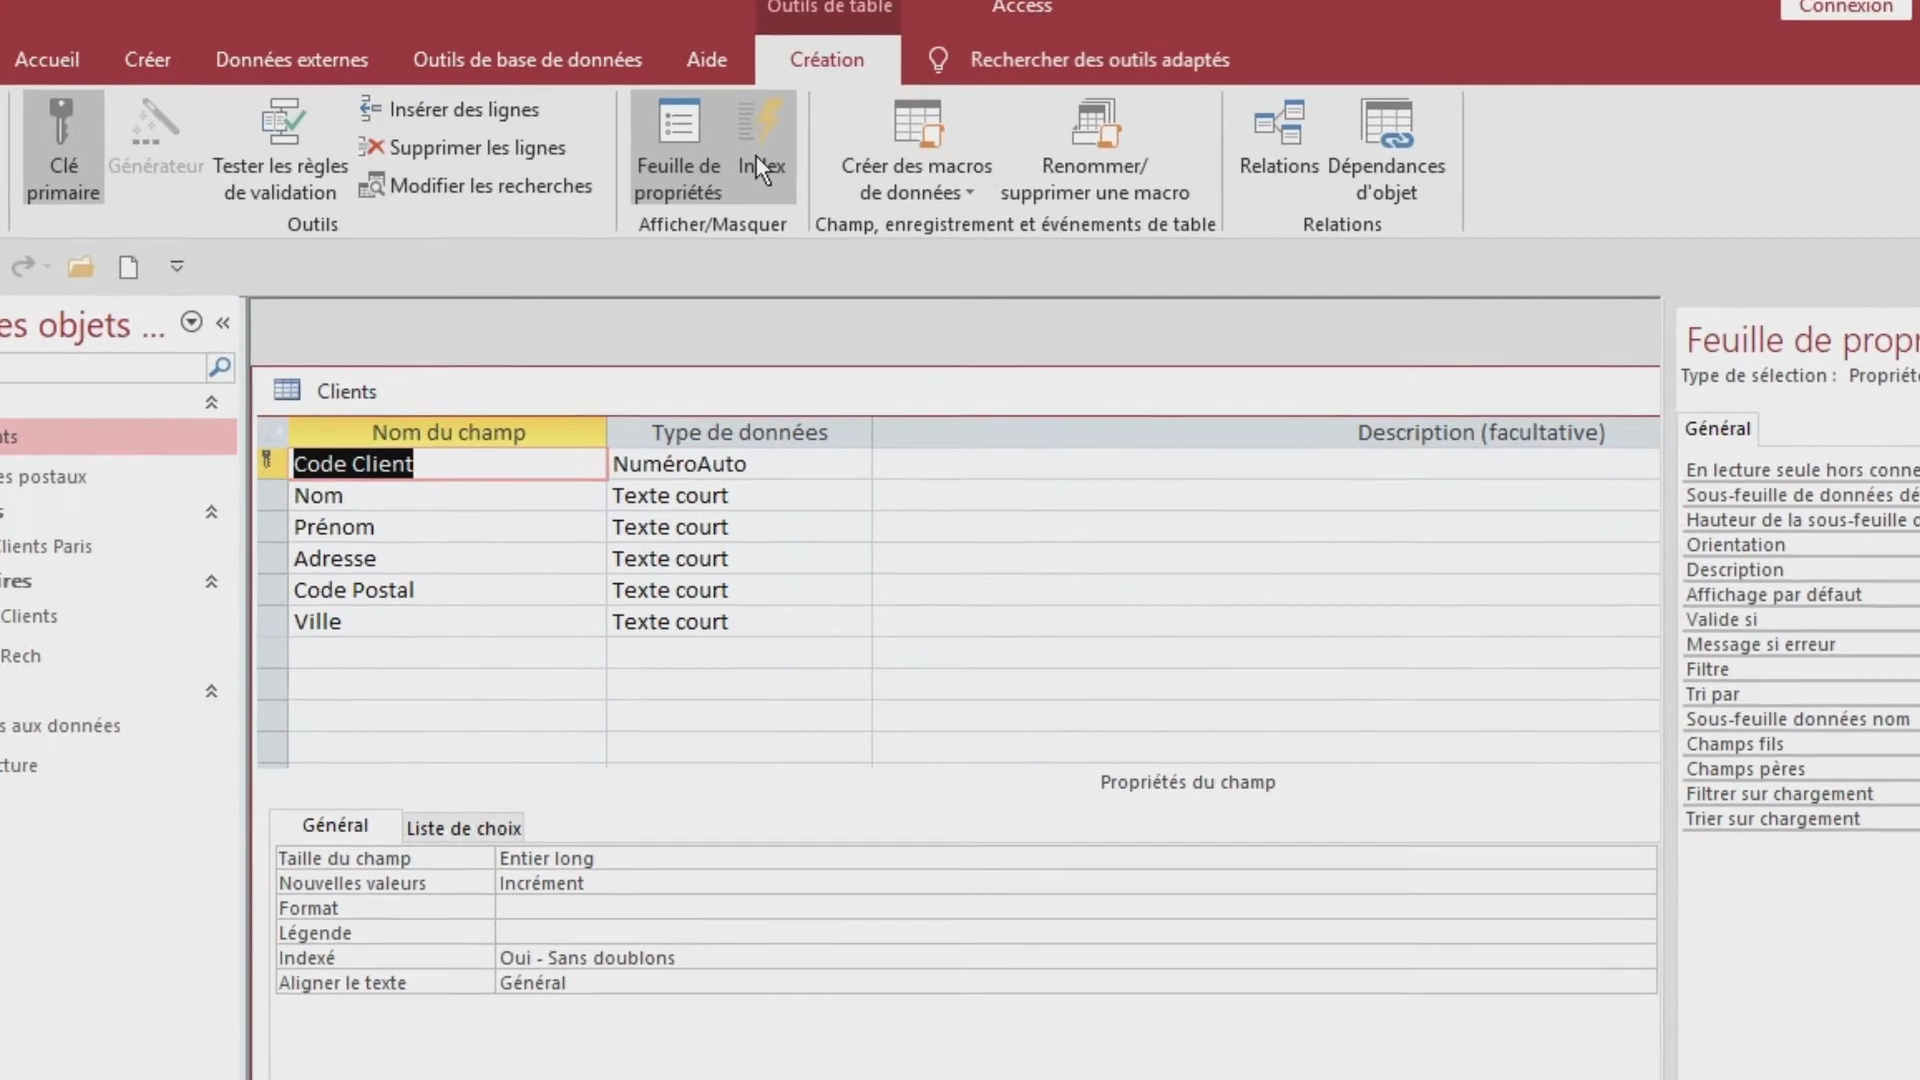 Outils de table
Access
Connexion
Accueil
Créer
Données externes
Outils de base de données
Aide
Création
Rechercher des outils adaptés
Clé primaire
Générateur
Tester les règles de validation
Insérer des lignes
Supprimer les lignes
Modifier les recherches
Outils
Feuille de propriétés
Index
Afficher/Masquer
Créer des macros de données
Renommer/ supprimer une macro
Champ, enregistrement et événements de table
Relations
Dépendances d'objet
Relations
es objets ...
ts
es postaux
s
lients Paris
ires
Clients
Rech
s aux données
cture
Clients
Nom du champ
Type de données
Description (facultative)
Code Client
NuméroAuto
Nom
Texte court
Prénom
Texte court
Adresse
Texte court
Code Postal
Texte court
Ville
Texte court
Propriétés du champ
Général
Liste de choix
Taille du champ
Entier long
Nouvelles valeurs
Incrément
Format
Légende
Indexé
Oui - Sans doublons
Aligner le texte
Général
Feuille de propr
Type de sélection : Propriét
Général
En lecture seule hors conne
Sous-feuille de données dé
Hauteur de la sous-feuille
Orientation
Description
Affichage par défaut
Valide si
Message si erreur
Filtre
Tri par
Sous-feuille données nom
Champs fils
Champs pères
Filtrer sur chargement
Trier sur chargement